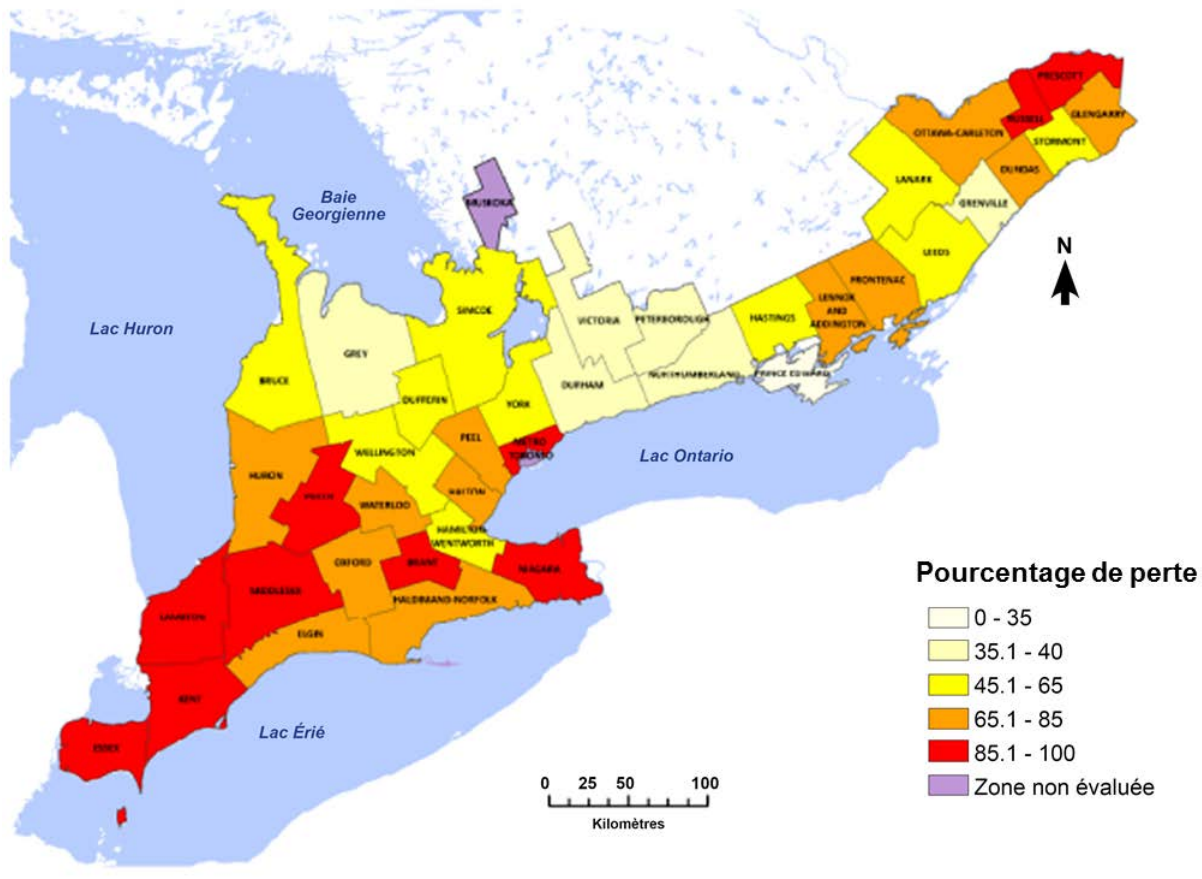 PRESCOTT
RUSSELL
GLENGARRY
OTTAWA-CARLETON
STORMONT
DUNDAS
LANARK
GRENVILLE
MUSKOKA
Baie
Georgienne
LEEDS
N
FRONTENAC
LENNOX
AND
ADDINGTON
HASTINGS
SIMCOE
VICTORIA
PETERBOROUGH
Lac Huron
GREY
PRINCE EDWARD
NORTHUMBERLAND
DURHAM
BRUCE
DUFFERIN
YORK
PEEL
METRO
TORONTO
WELLINGTON
Lac Ontario
HURON
PERTH
WATERLOO
HALTON
HAMILTON-
WENTWORTH
OXFORD
BRANT
NIAGARA
MIDDLESEX
HALDIMAND-NORFOLK
LAMBTON
ELGIN
KENT
Lac Érié
ESSEX
Pourcentage de perte
0 - 35
35.1 - 40
45.1 - 65
65.1 - 85
85.1 - 100
Zone non évaluée
0 25 50 100
Kilomètres